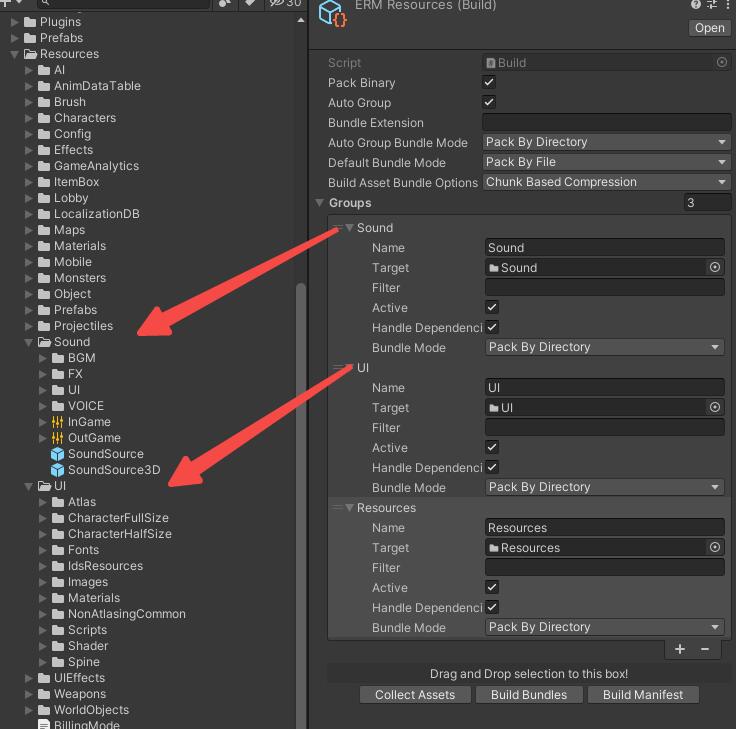 30
Plugins
Prefabs
Resources
AI
AnimDataTable
Brush
Characters
Config
Effects
GameAnalytics
ItemBox
Lobby
LocalizationDB
Maps
Materials
Mobile
Monsters
Object
Prefabs
Projectiles
Sound
BGM
FX
UI
VOICE
InGame
OutGame
SoundSource
SoundSource3D
UI
Atlas
CharacterFullSize
CharacterHalfSize
Fonts
IdsResources
Images
Materials
NonAtlasingCommon
Scripts
Shader
Spine
UIEffects
Weapons
WorldObjects
BillingMode
ERM Resources (Build)
Open
Script Build
Pack Binary
Auto Group
Bundle Extension
Auto Group Bundle Mode Pack By Directory
Default Bundle Mode Pack By File
Build Asset Bundle Options Chunk Based Compression
Groups 3
Sound
Name Sound
Target Sound
Filter
Active
Handle Dependenci
Bundle Mode Pack By Directory
UI
Name UI
Target UI
Filter
Active
Handle Dependenci
Bundle Mode Pack By Directory
Resources
Name Resources
Target Resources
Filter
Active
Handle Dependenci
Bundle Mode Pack By Directory
+ −
Drag and Drop selection to this box!
Collect Assets Build Bundles Build Manifest